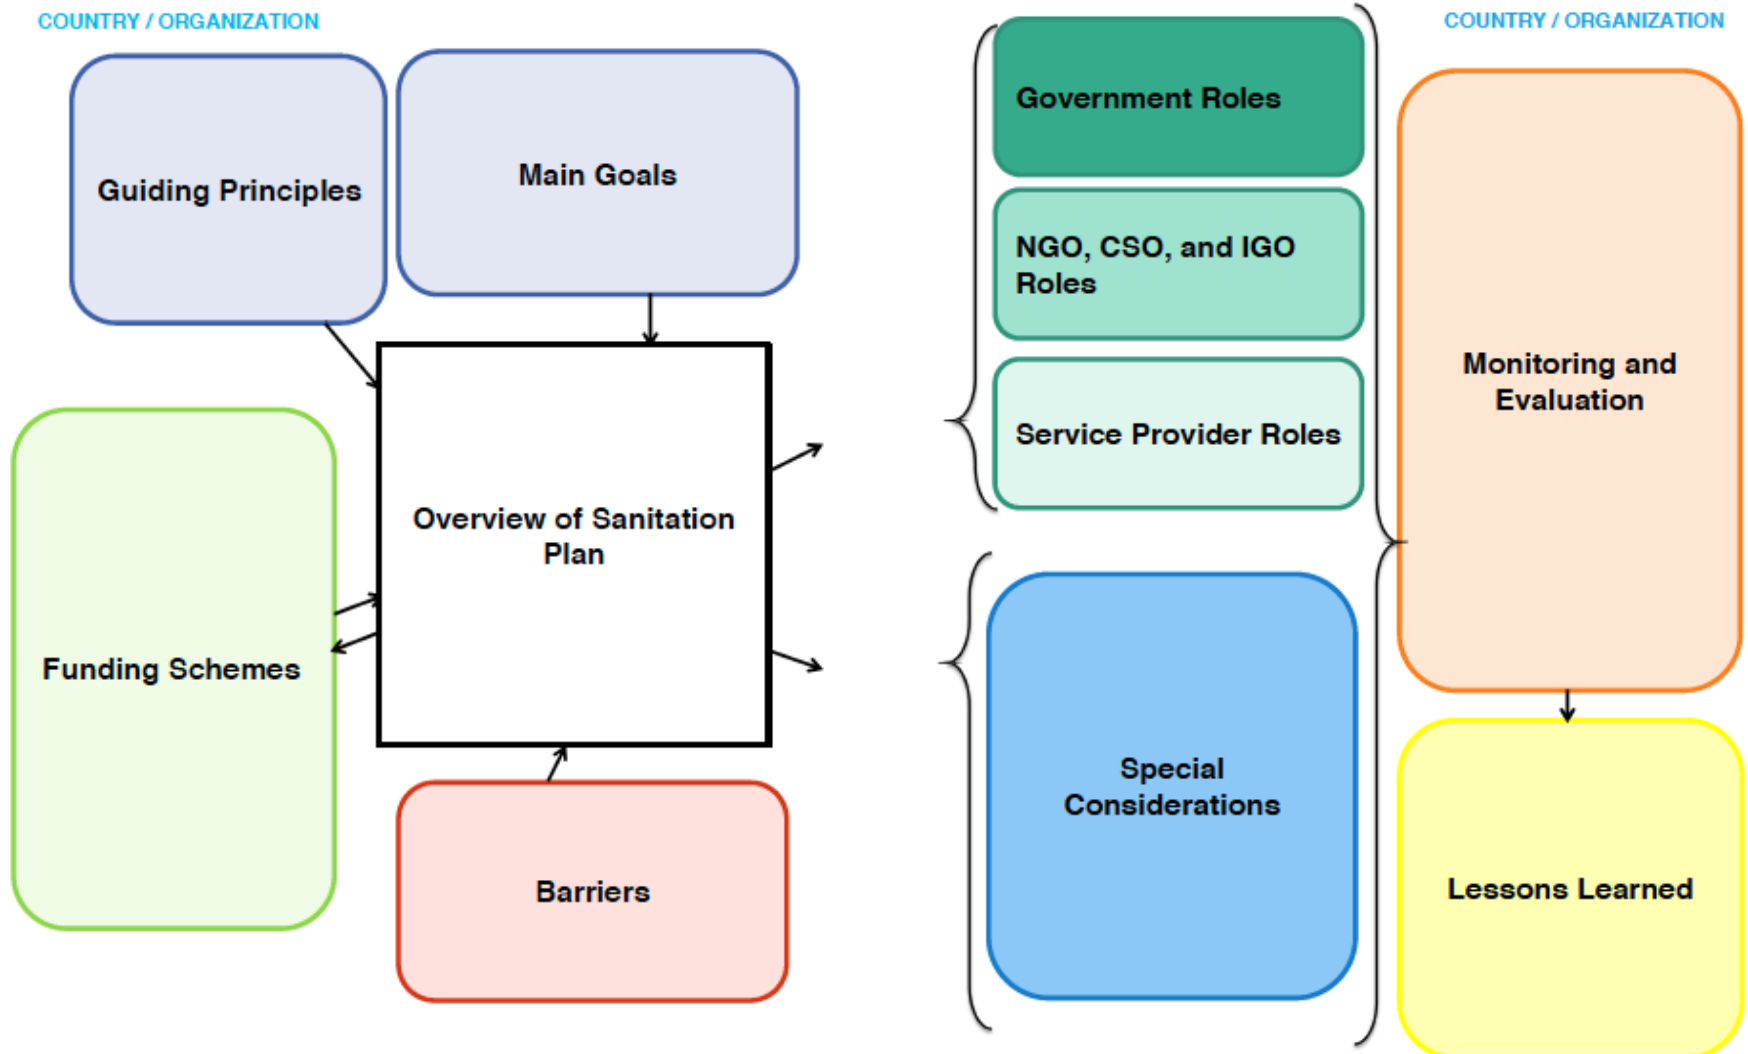 COUNTRY / ORGANIZATION
Guiding Principles
Main Goals
Overview of Sanitation
Plan
Funding Schemes
Barriers
COUNTRY / ORGANIZATION
Government Roles
NGO, CSO, and IGO
Roles
Service Provider Roles
Special
Considerations
Monitoring and
Evaluation
Lessons Learned